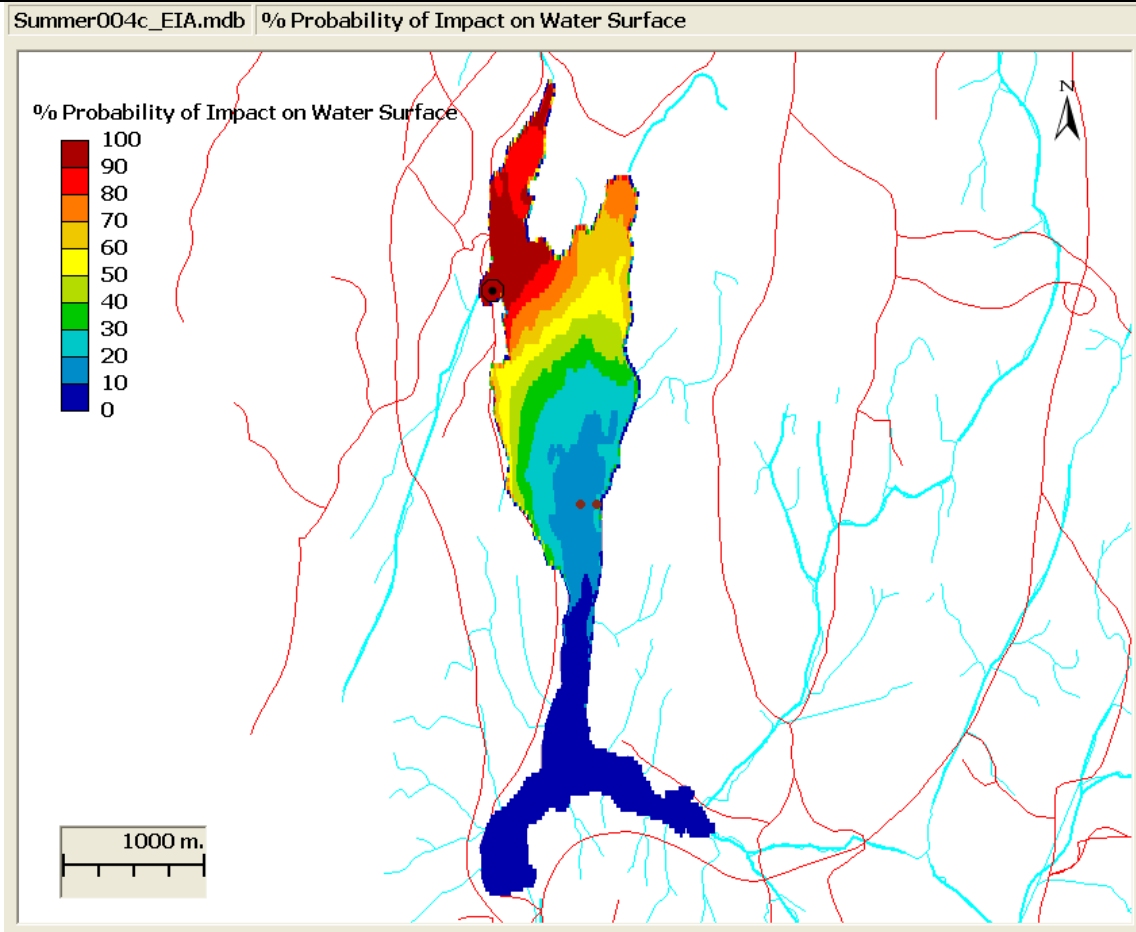 Summer004c_EIA.mdb % Probability of Impact on Water Surface
% Probability of Impact on Water Surface
N
100
90
80
70
60
50
40
30
20
10
0
1000 m.